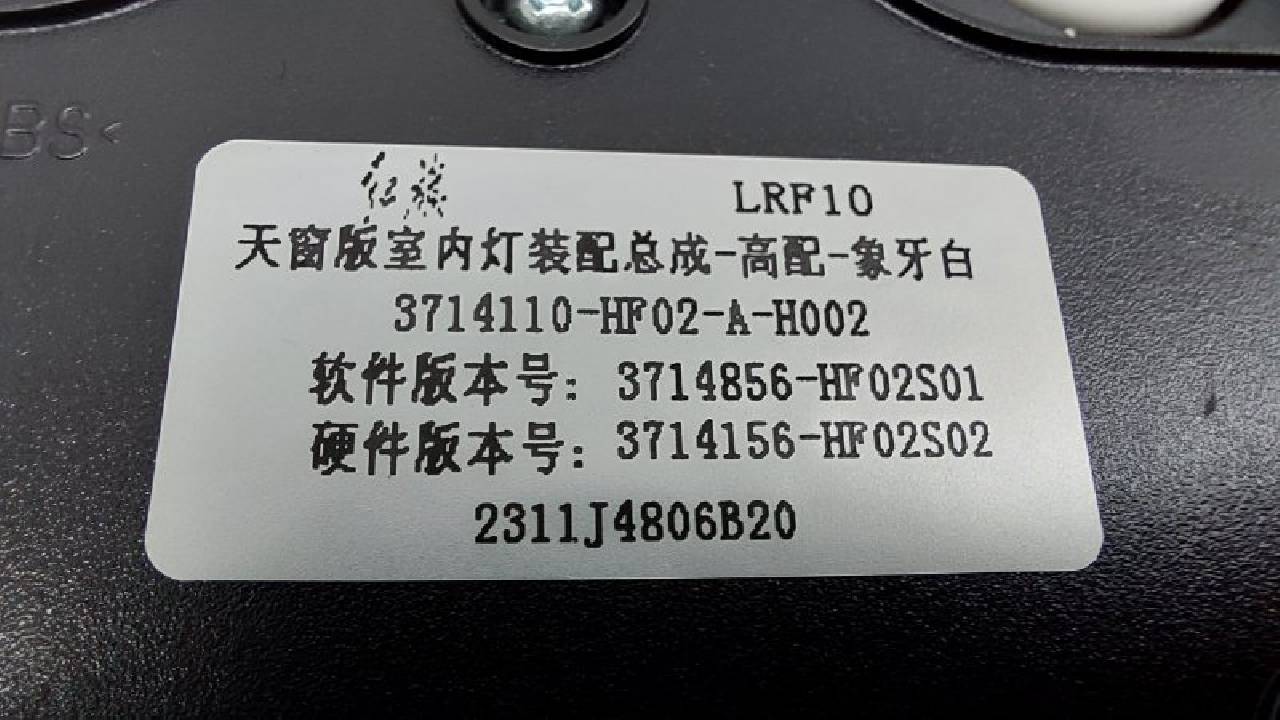 BS<
红旗 LRF10
天窗版室内灯装配总成-高配-象牙白
3714110-HF02-A-H002
软件版本号：3714856-HF02S01
硬件版本号：3714156-HF02S02
2311J4806B20